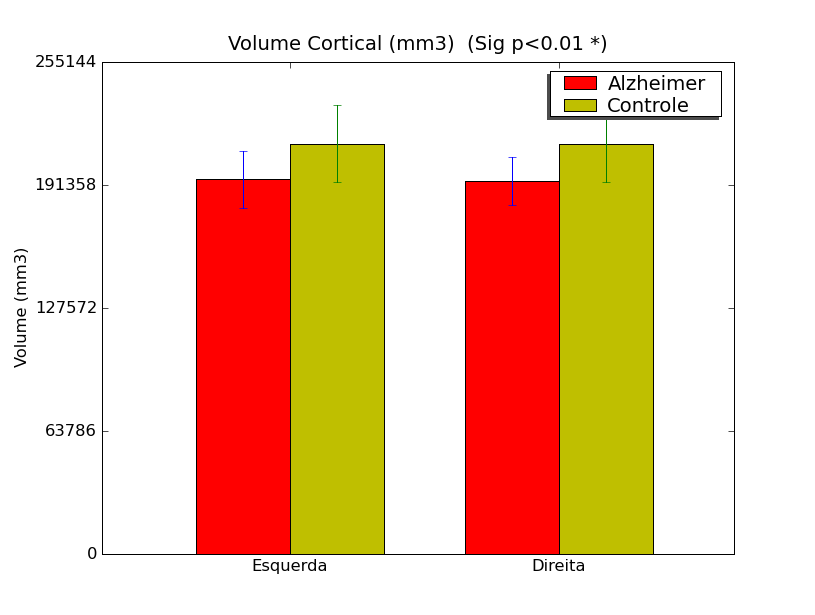 Volume Cortical (mm3)  (Sig p<0.01 *)
255144
Alzheimer
Controle
191358
127572
63786
0
Volume (mm3)
Esquerda
Direita